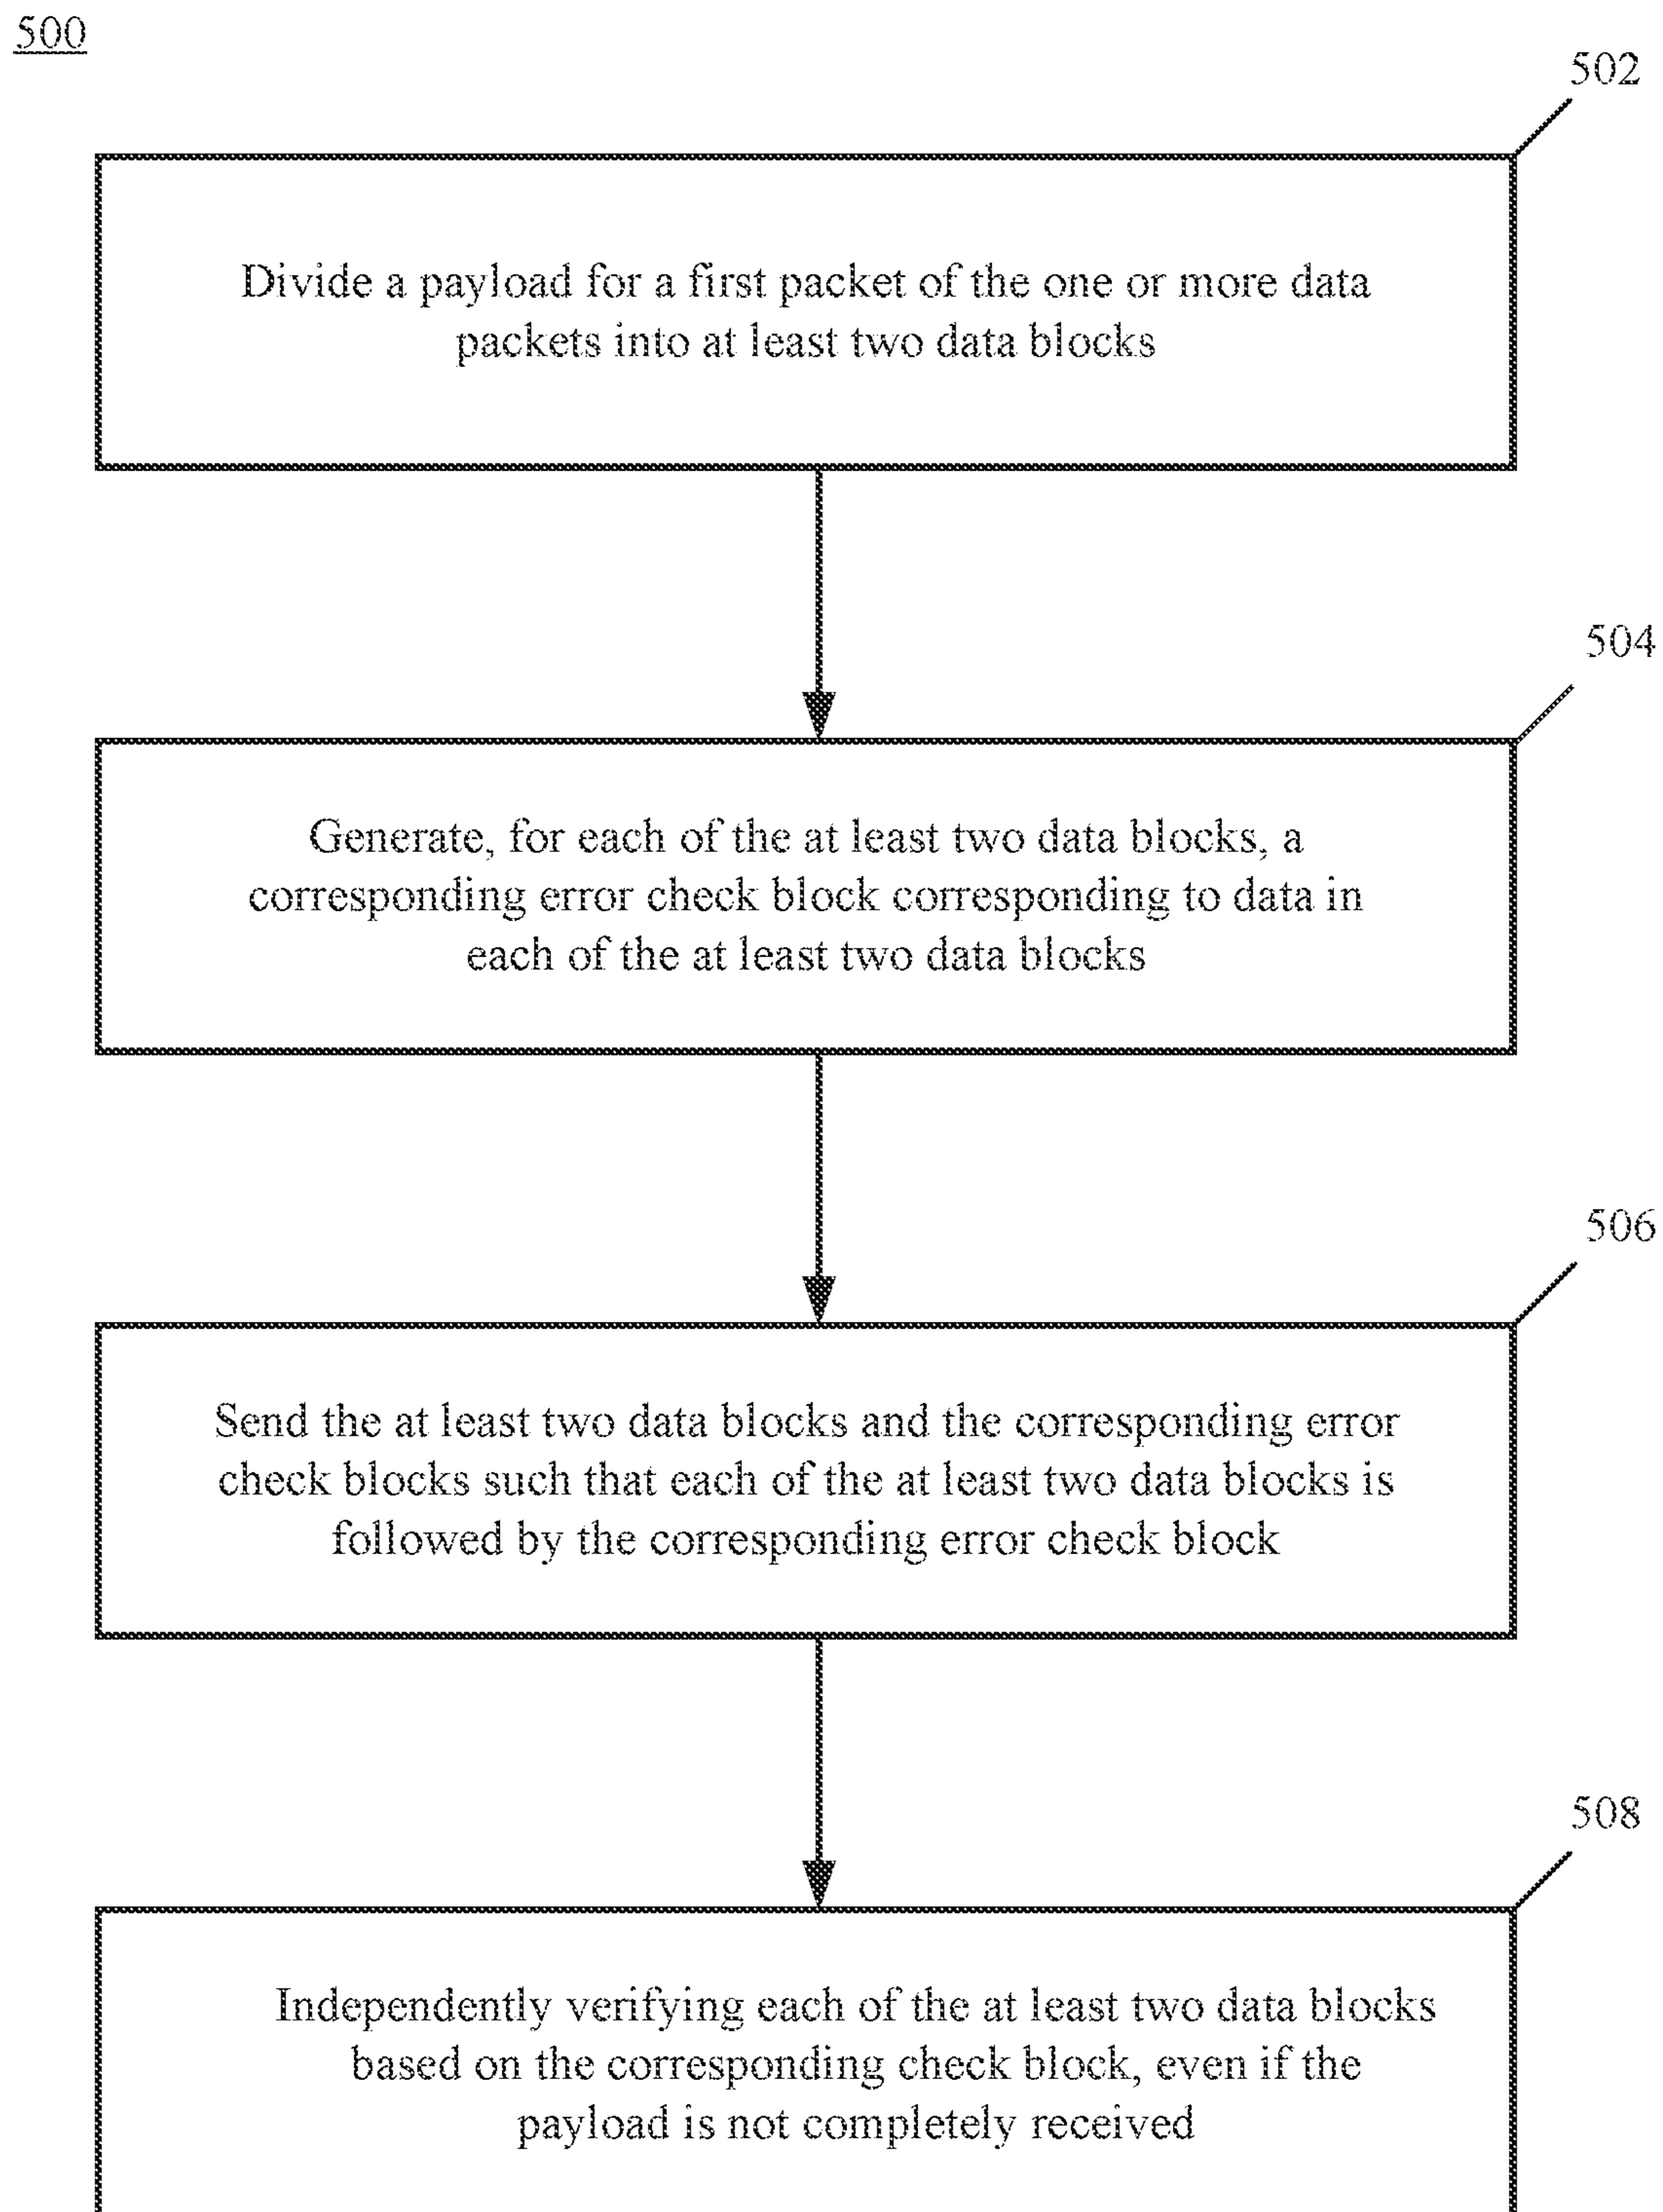 500
502
Divide a payload for a first packet of the one or more data
packets into at least two data blocks
504
Generate, for each of the at least two data blocks, a
corresponding error check block corresponding to data in
each of the at least two data blocks
506
Send the at least two data blocks and the corresponding error
check blocks such that each of the at least two data blocks is
followed by the corresponding error check block
508
Independently verifying each of the at least two data blocks
based on the corresponding check block, even if the
payload is not completely received